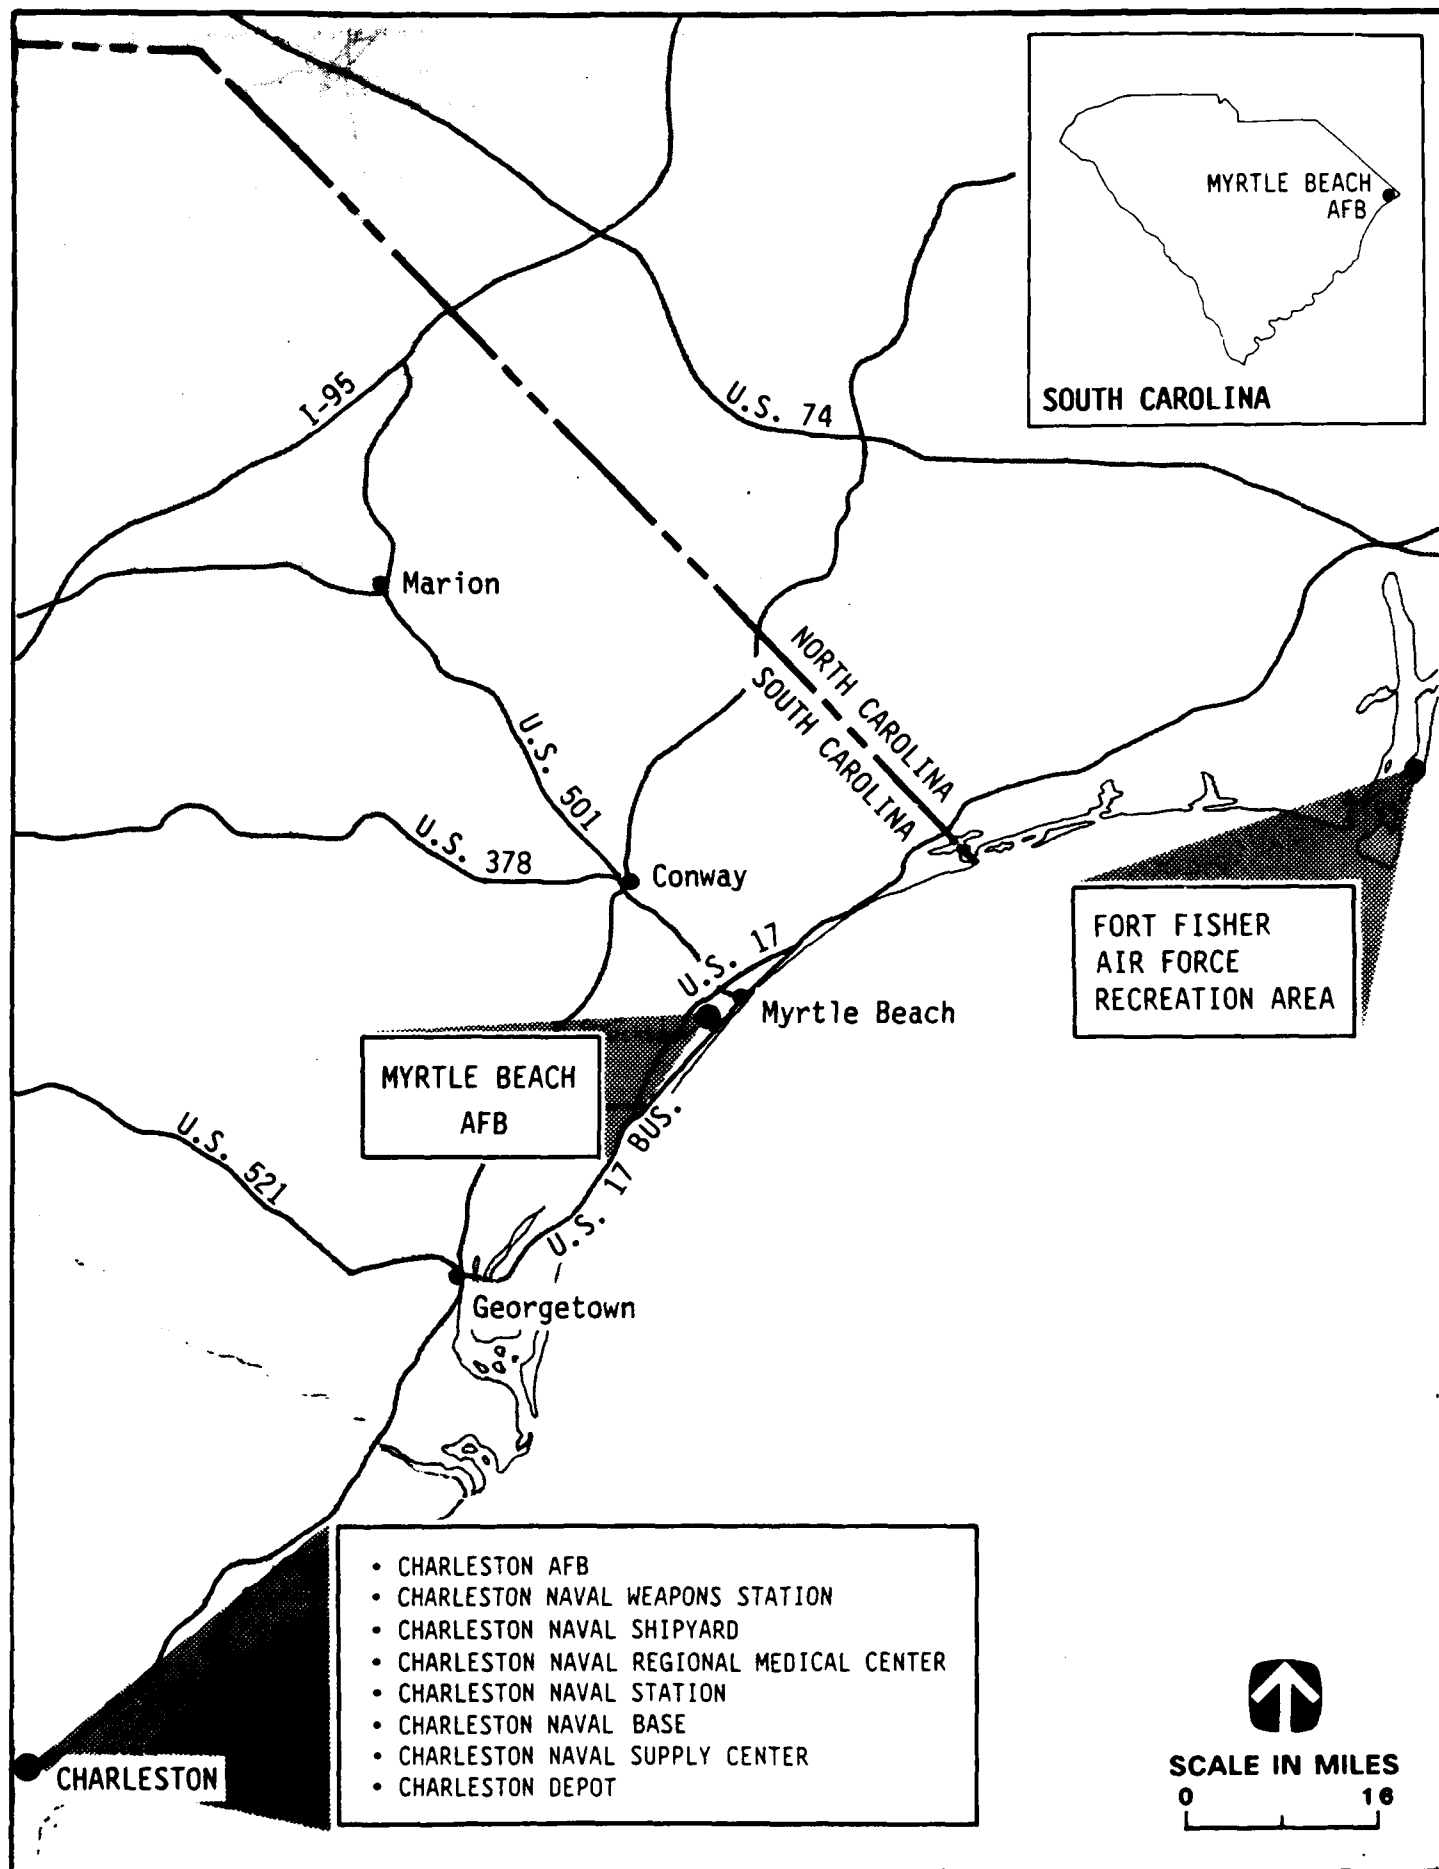 MYRTLE BEACH
AFB
SOUTH CAROLINA
I-95
U.S. 74
Marion
NORTH CAROLINA
SOUTH CAROLINA
U.S. 501
U.S. 378
Conway
FORT FISHER
AIR FORCE
RECREATION AREA
U.S. 17
Myrtle Beach
MYRTLE BEACH
AFB
U.S. 17 BUS.
U.S. 521
Georgetown
• CHARLESTON AFB
• CHARLESTON NAVAL WEAPONS STATION
• CHARLESTON NAVAL SHIPYARD
• CHARLESTON NAVAL REGIONAL MEDICAL CENTER
• CHARLESTON NAVAL STATION
• CHARLESTON NAVAL BASE
• CHARLESTON NAVAL SUPPLY CENTER
• CHARLESTON DEPOT
CHARLESTON
SCALE IN MILES
0 16